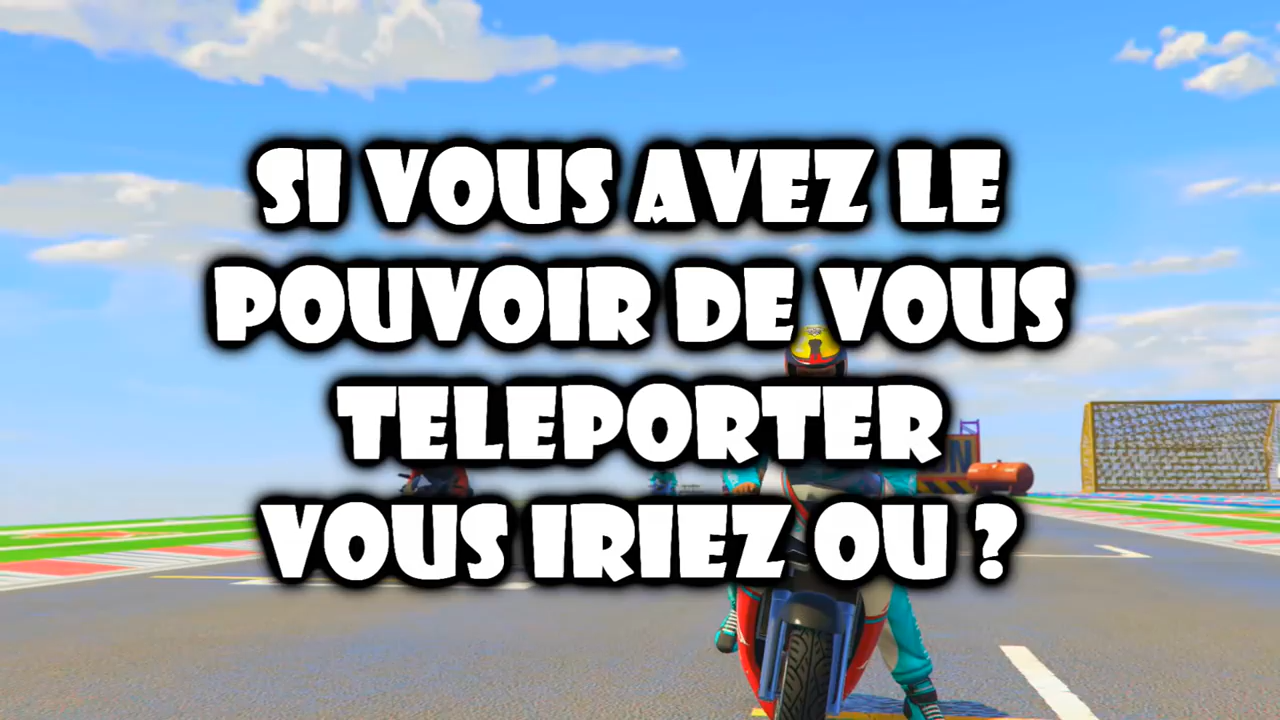 SI VOUS AVEZ LE
POUVOIR DE VOUS
TELEPORTER
VOUS IRIEZ OU ?